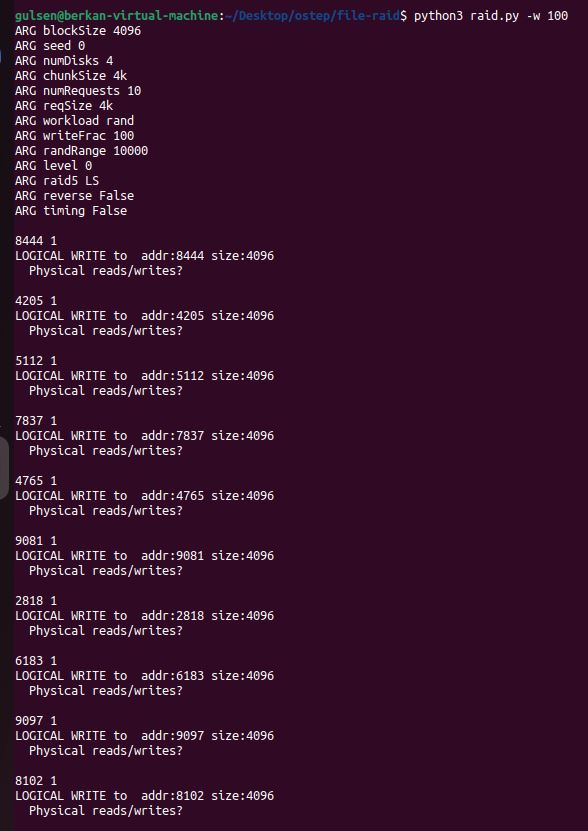 gulsen@berkan-virtual-machine:~/Desktop/ostep/file-raid$ python3 raid.py -w 100
ARG blockSize 4096
ARG seed 0
ARG numDisks 4
ARG chunkSize 4k
ARG numRequests 10
ARG reqSize 4k
ARG workload rand
ARG writeFrac 100
ARG randRange 10000
ARG level 0
ARG raid5 LS
ARG reverse False
ARG timing False

8444 1
LOGICAL WRITE to  addr:8444 size:4096
  Physical reads/writes?

4205 1
LOGICAL WRITE to  addr:4205 size:4096
  Physical reads/writes?

5112 1
LOGICAL WRITE to  addr:5112 size:4096
  Physical reads/writes?

7837 1
LOGICAL WRITE to  addr:7837 size:4096
  Physical reads/writes?

4765 1
LOGICAL WRITE to  addr:4765 size:4096
  Physical reads/writes?

9081 1
LOGICAL WRITE to  addr:9081 size:4096
  Physical reads/writes?

2818 1
LOGICAL WRITE to  addr:2818 size:4096
  Physical reads/writes?

6183 1
LOGICAL WRITE to  addr:6183 size:4096
  Physical reads/writes?

9097 1
LOGICAL WRITE to  addr:9097 size:4096
  Physical reads/writes?

8102 1
LOGICAL WRITE to  addr:8102 size:4096
  Physical reads/writes?